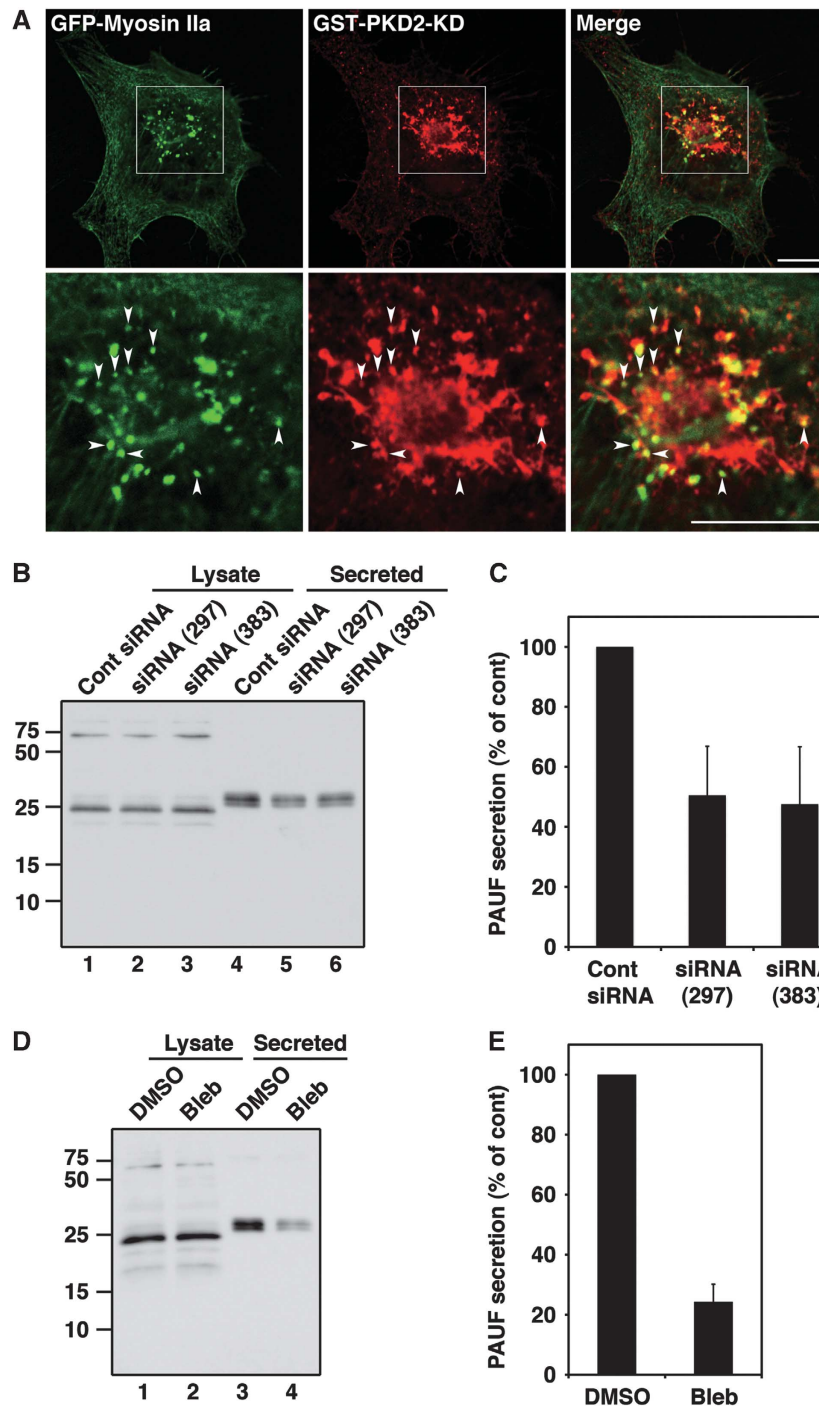 A
GFP-Myosin IIa
GST-PKD2-KD
Merge
B
Lysate
Secreted
Cont siRNA
siRNA (297)
siRNA (383)
Cont siRNA
siRNA (297)
siRNA (383)
75
50
25
15
10
1 2 3 4 5 6
C
PAUF secretion (% of cont)
100
80
60
40
20
0
Cont siRNA
siRNA (297)
siRN (383)
D
Lysate
Secreted
DMSO
Bleb
DMSO
Bleb
75
50
25
15
10
1 2 3 4
E
PAUF secretion (% of cont)
100
80
60
40
20
0
DMSO
Bleb